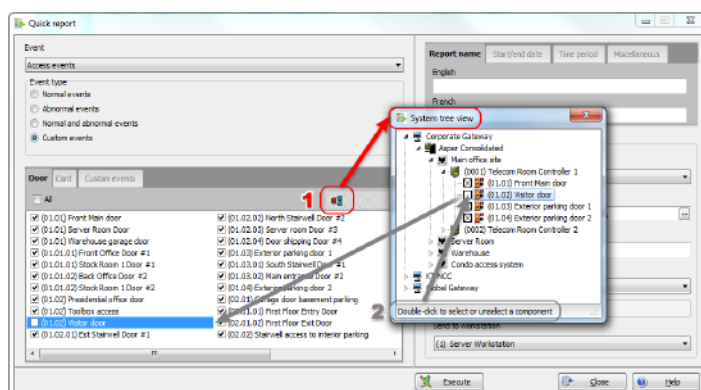 Quick report
Event
Access events
Event type
Normal events
Abnormal events
Normal and abnormal events
Custom events
Door Card Custom events
All
(01.01) Front Main door
(01.01) Server Room Door
(01.01) Warehouse garage door
(01.01.01) Front Office Door #1
(01.01.01) Stock Room 1 Door #1
(01.01.02) Back Office Door #2
(01.01.02) Stock Room 1 Door #2
(01.02) Presidential office door
(01.02) Toolbox access
(01.02) Visitor door
(01.02.01) Est Stairwell Door #1
(01.02.02) North Stairwell Door #2
(01.02.03) Server room Door #3
(01.02.04) Door shipping Door #4
(01.03) Exterior parking door 1
(01.03.01) South Stairwell Door #1
(01.03.02) Main entrance Door #2
(01.04) Exterior parking door 2
(02.01) Garage door basement parking
(02.01.01) First Floor Entry Door
(02.01.02) First Floor Exit Door
(02.02) Stairwell access to interior parking
1
2
Report name Start/end date Time period Miscellaneous
English
French
System tree view
Corporate Gateway
Asper Consolidated
Main office site
(0001) Telecom Room Controller 1
(01.01) Front Main door
(01.02) Visitor door
(01.03) Exterior parking door 1
(01.04) Exterior parking door 2
(0002) Telecom Room Controller 2
Server Room
Warehouse
Condo access system
Global Gateway
Double-click to select or unselect a component
Send to workstation
(1) Server Workstation
Execute
Close
Help